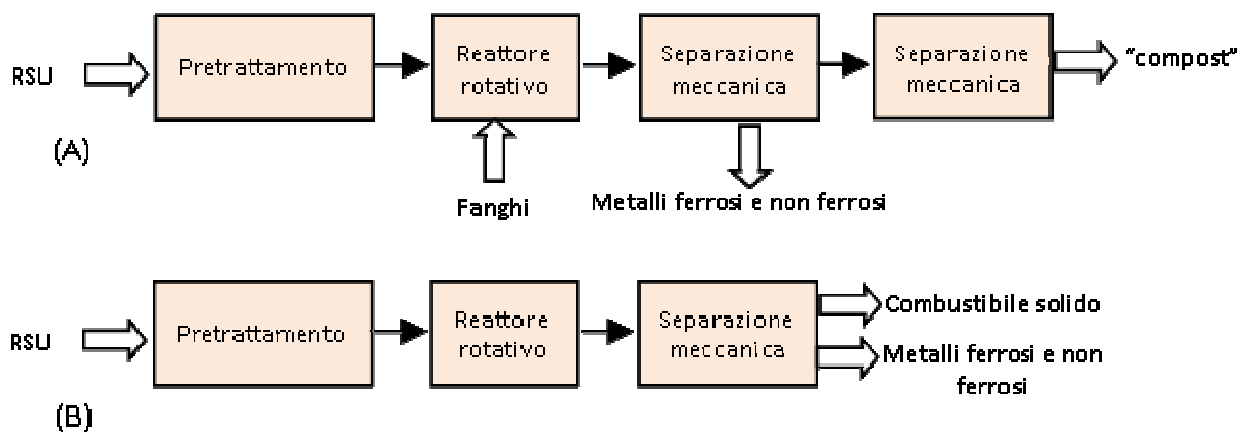 RSU
Pretrattamento
Reattore
rotativo
Separazione
meccanica
Separazione
meccanica
"compost"
(A)
Fanghi
Metalli ferrosi e non ferrosi
RSU
Pretrattamento
Reattore
rotativo
Separazione
meccanica
Combustibile solido
Metalli ferrosi e non
ferrosi
(B)